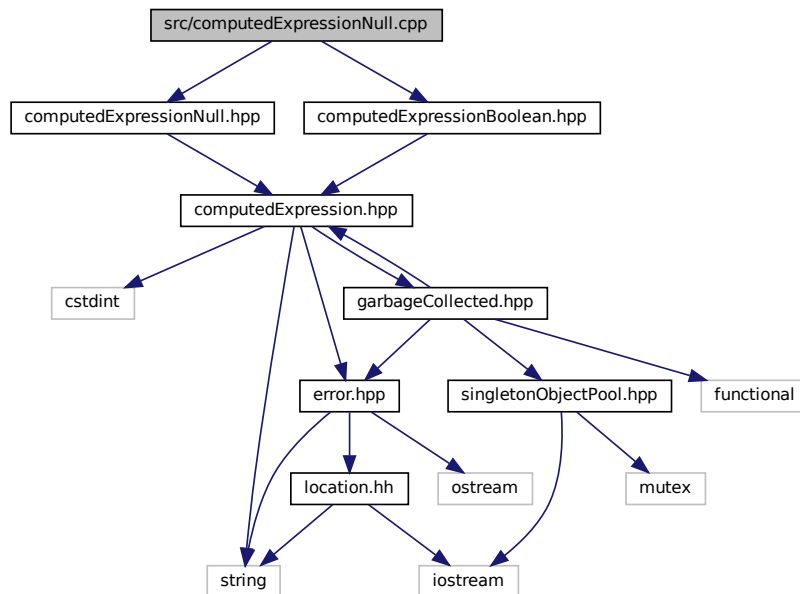 src/computedExpressionNull.cpp
computedExpressionNull.hpp
computedExpressionBoolean.hpp
computedExpression.hpp
cstdint
garbageCollected.hpp
error.hpp
singletonObjectPool.hpp
functional
location.hh
ostream
mutex
string
iostream